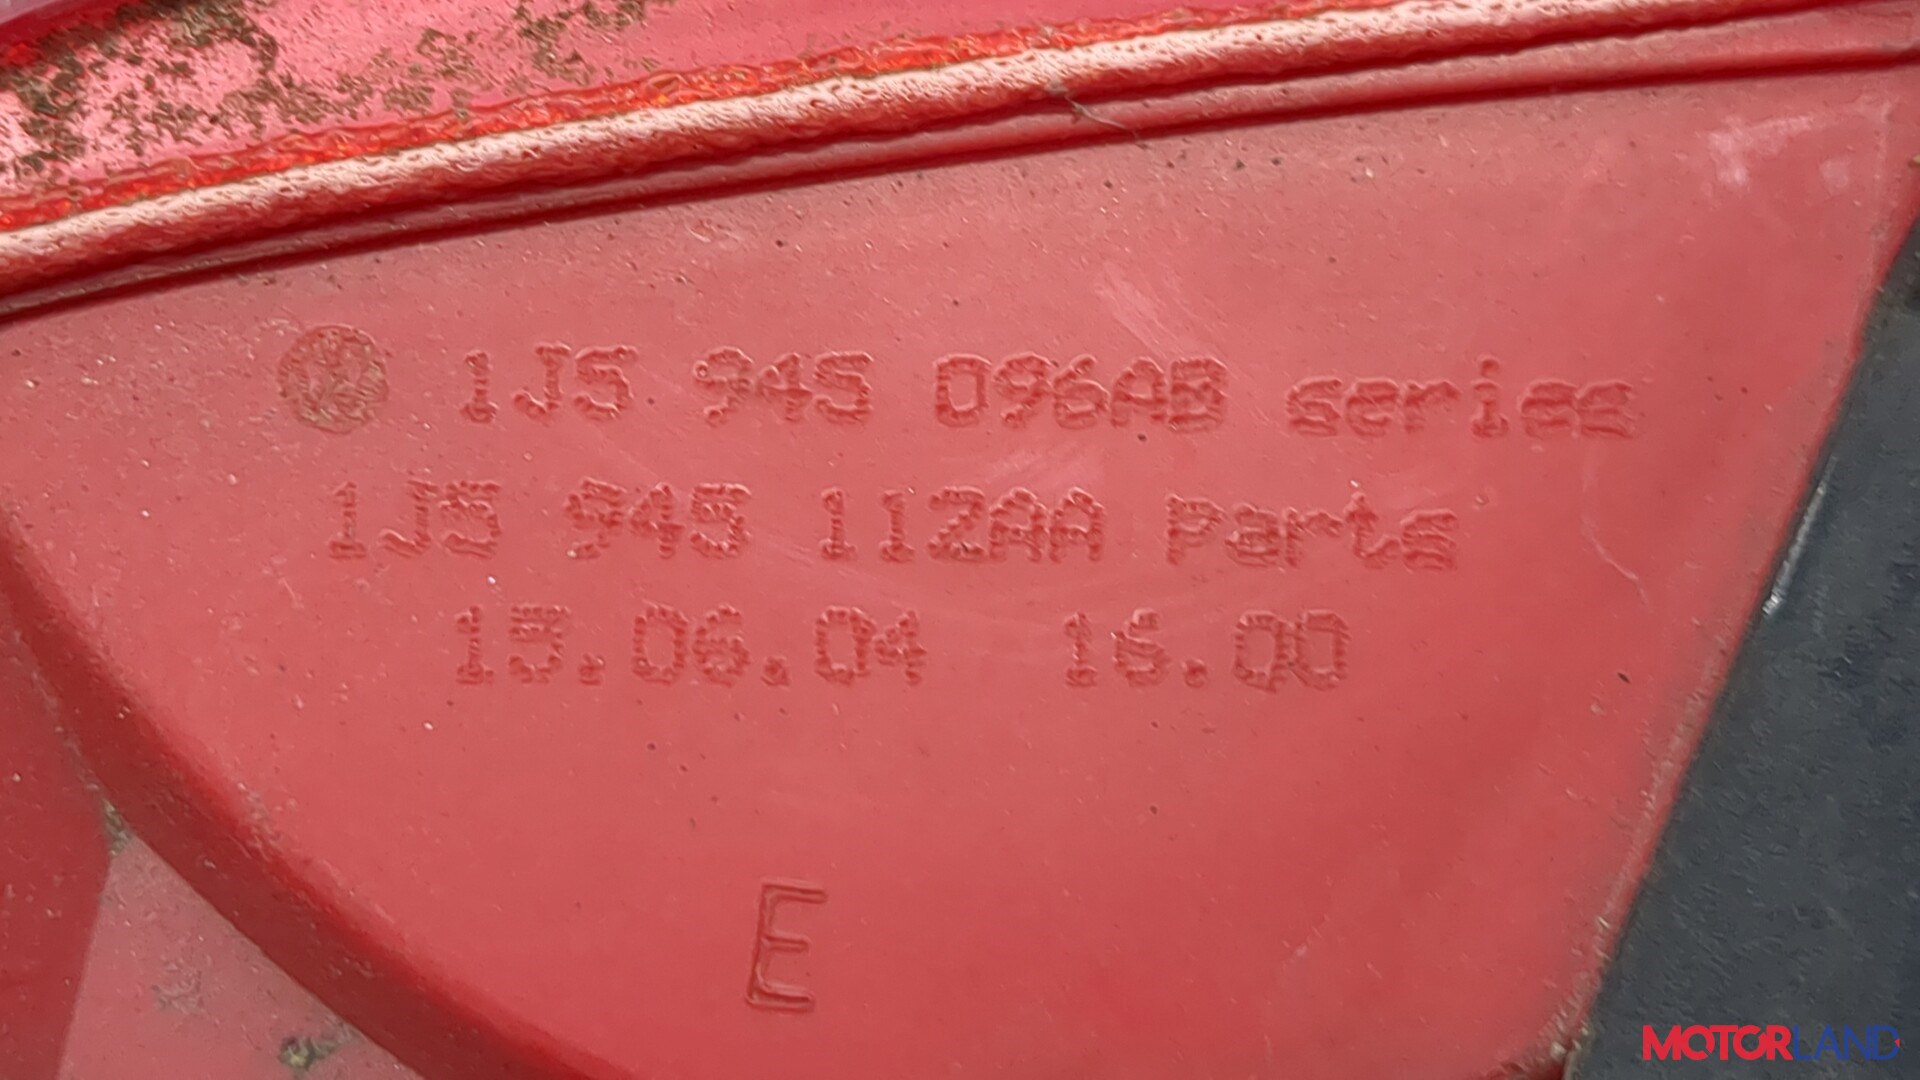 1J5 945 096AB series
1J5 945 112AA Parts
15.06.04 16.00
E
MOTORLAND